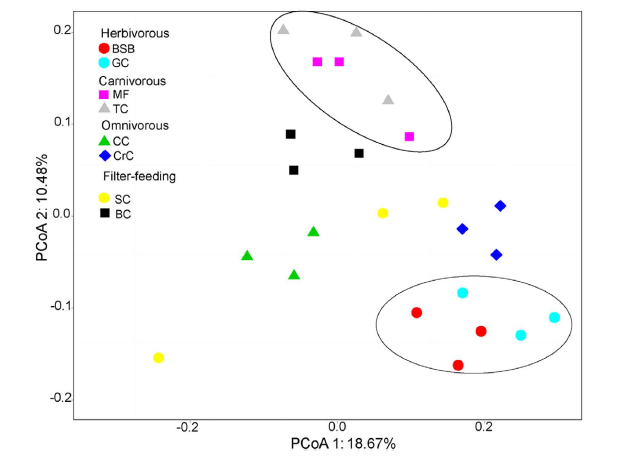 Herbivorous
BSB
GC
Carnivorous
MF
TC
Omnivorous
CC
CrC
Filter-feeding
SC
BC
0.2
0.1
0.0
-0.1
-0.2
PCoA 2: 10.48%
-0.2
0.0
0.2
PCoA 1: 18.67%